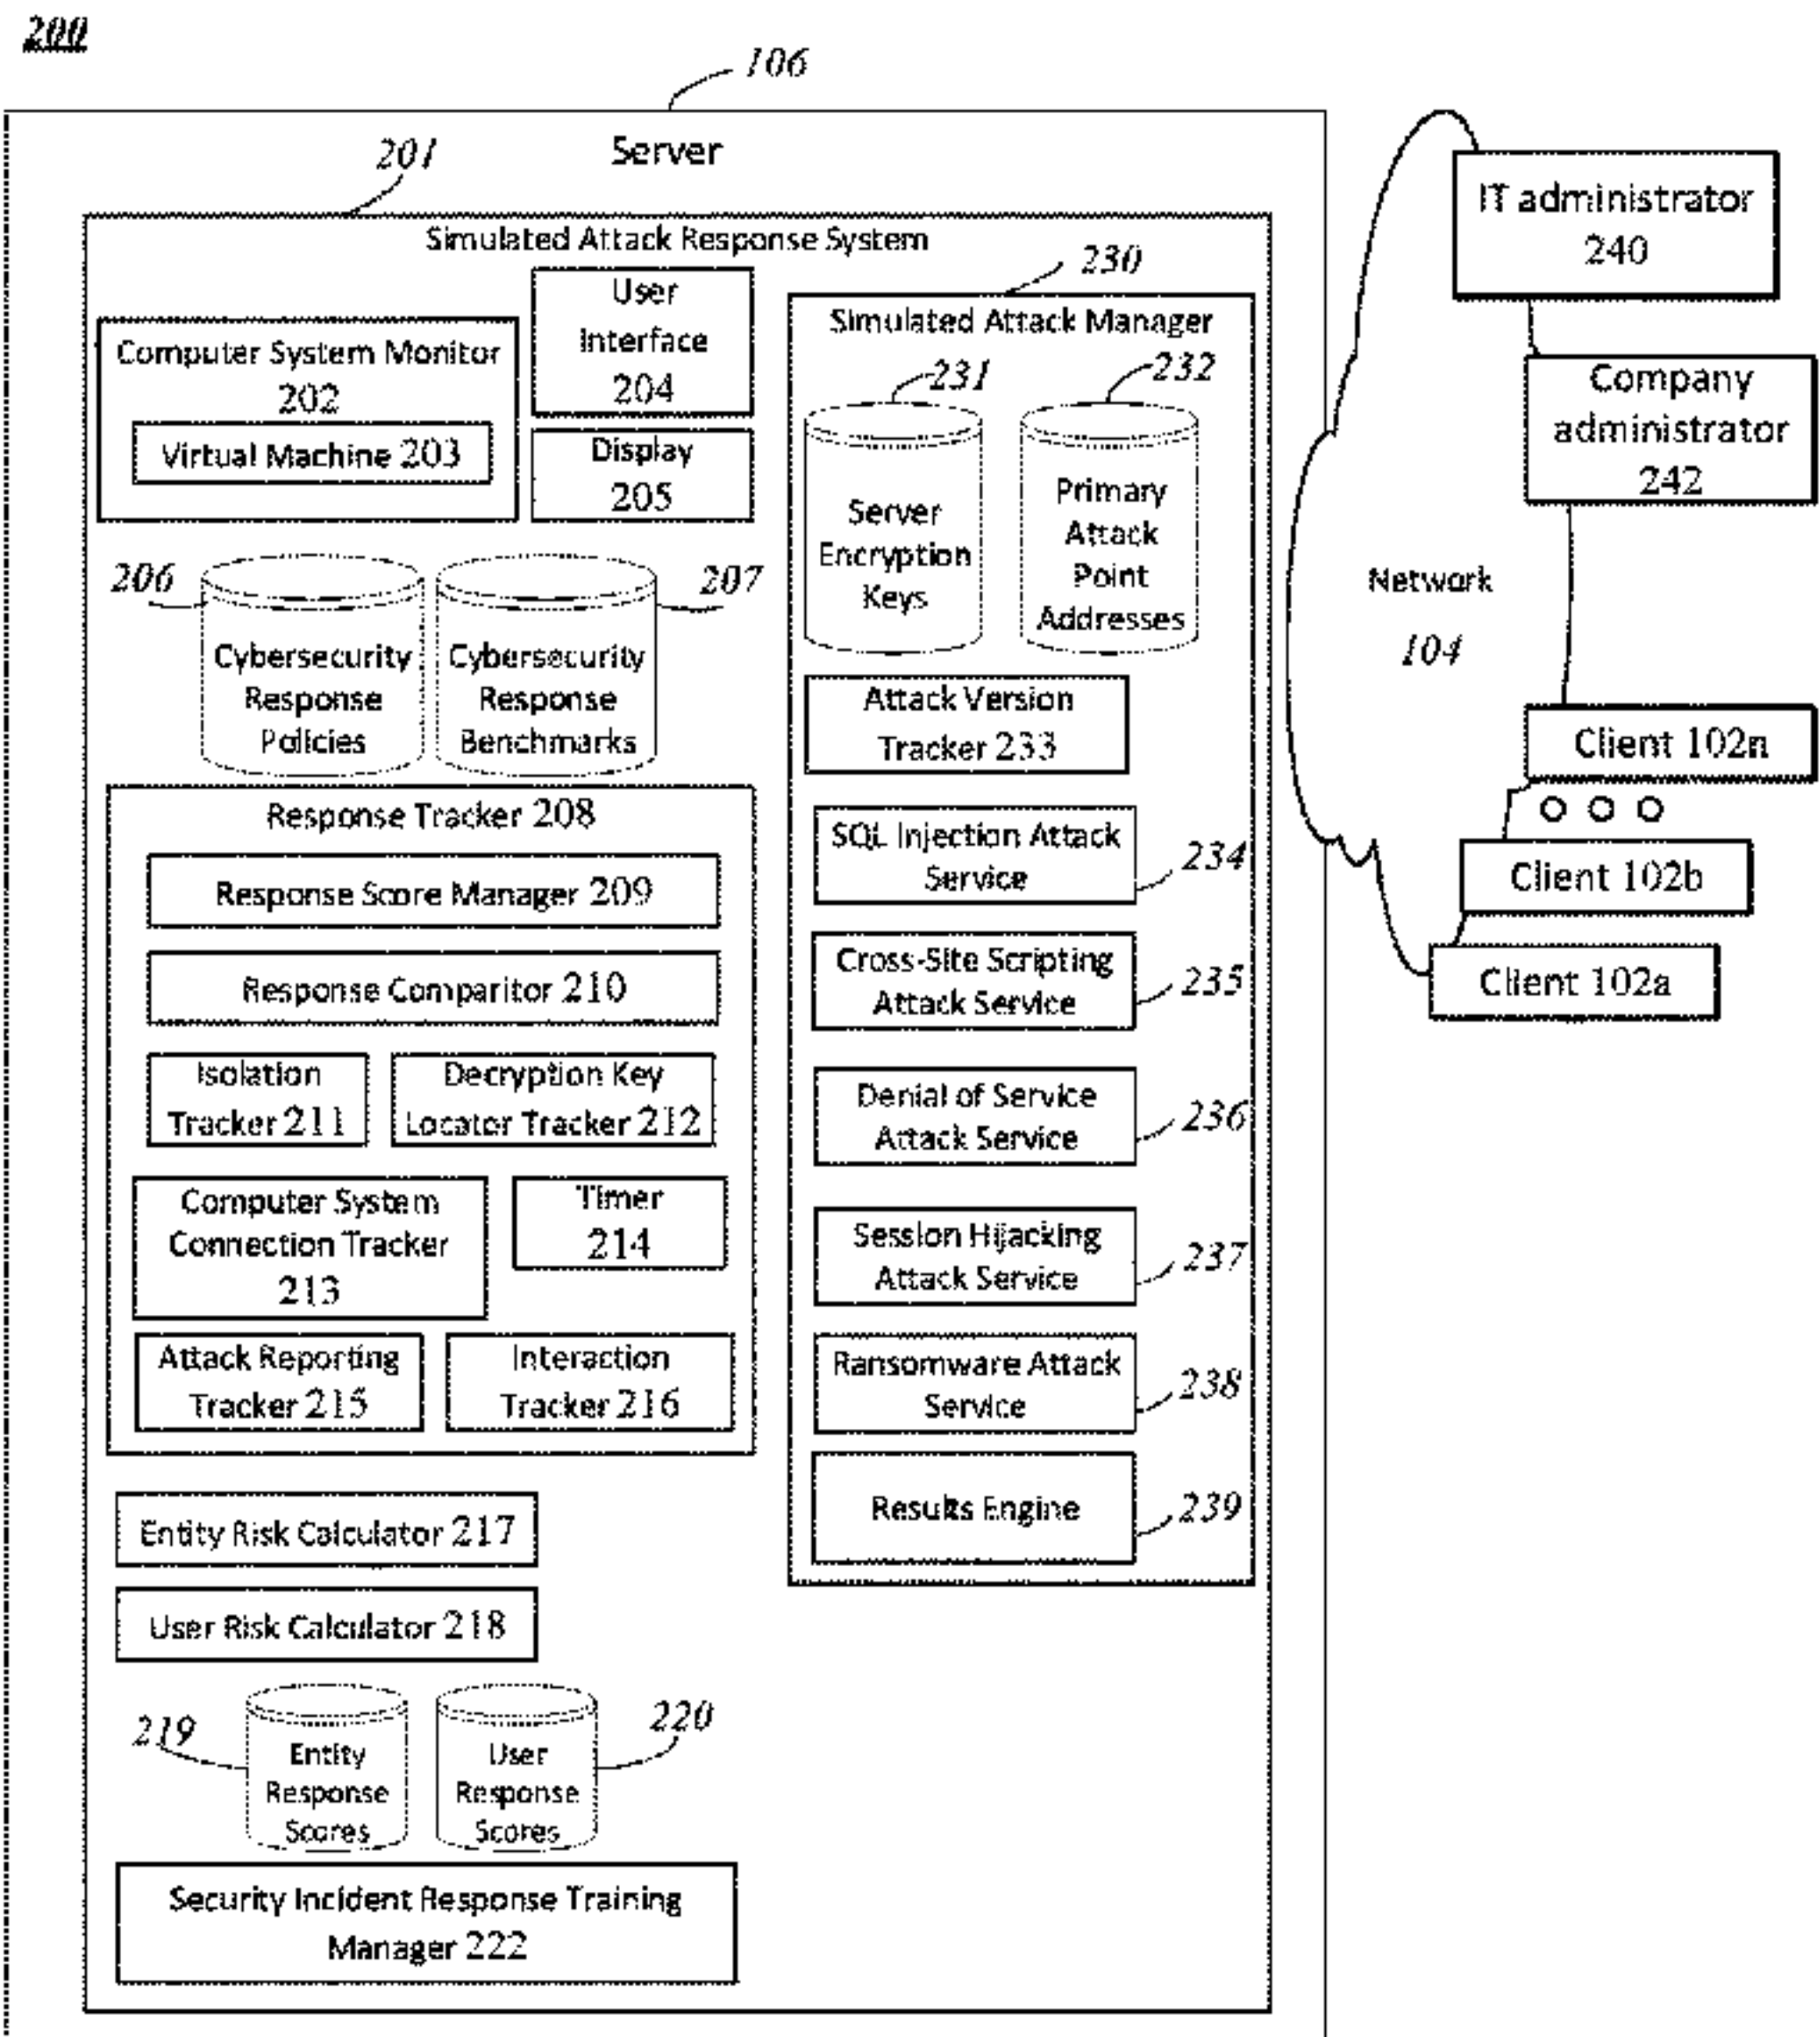 200
106
Server
201
Simulated Attack Response System
Computer System Monitor
202
Virtual Machine 203
User
Interface
204
Display
205
206
Cybersecurity
Response
Policies
207
Cybersecurity
Response
Benchmarks
Response Tracker 208
Response Score Manager 209
Response Comparitor 210
Isolation
Tracker 211
Decryption Key
Locator Tracker 212
Computer System
Connection Tracker
213
Timer
214
Attack Reporting
Tracker 215
Interaction
Tracker 216
Entity Risk Calculator 217
User Risk Calculator 218
219
Entity
Response
Scores
220
User
Response
Scores
Security Incident Response Training
Manager 222
230
Simulated Attack Manager
231
Server
Encryption
Keys
232
Primary
Attack
Point
Addresses
Attack Version
Tracker 233
SQL Injection Attack
Service
234
Cross-Site Scripting
Attack Service
235
Denial of Service
Attack Service
236
Session Hijacking
Attack Service
237
Ransomware Attack
Service
238
Results Engine
239
Network
104
IT administrator
240
Company
administrator
242
Client 102n
Client 102b
Client 102a